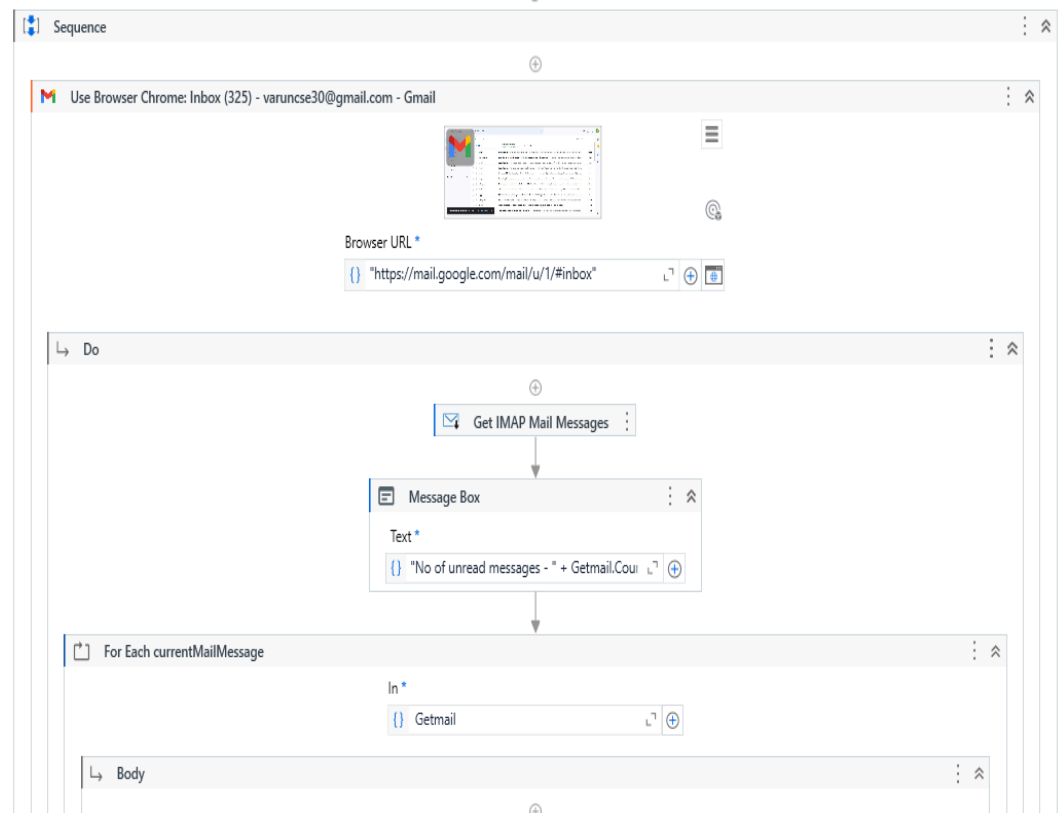 Sequence
Use Browser Chrome: Inbox (325) - varuncse30@gmail.com - Gmail
Browser URL *
"https://mail.google.com/mail/u/1/#inbox"
Do
Get IMAP Mail Messages
Message Box
Text *
"No of unread messages - " + Getmail.Cou
For Each currentMailMessage
In *
Getmail
Body